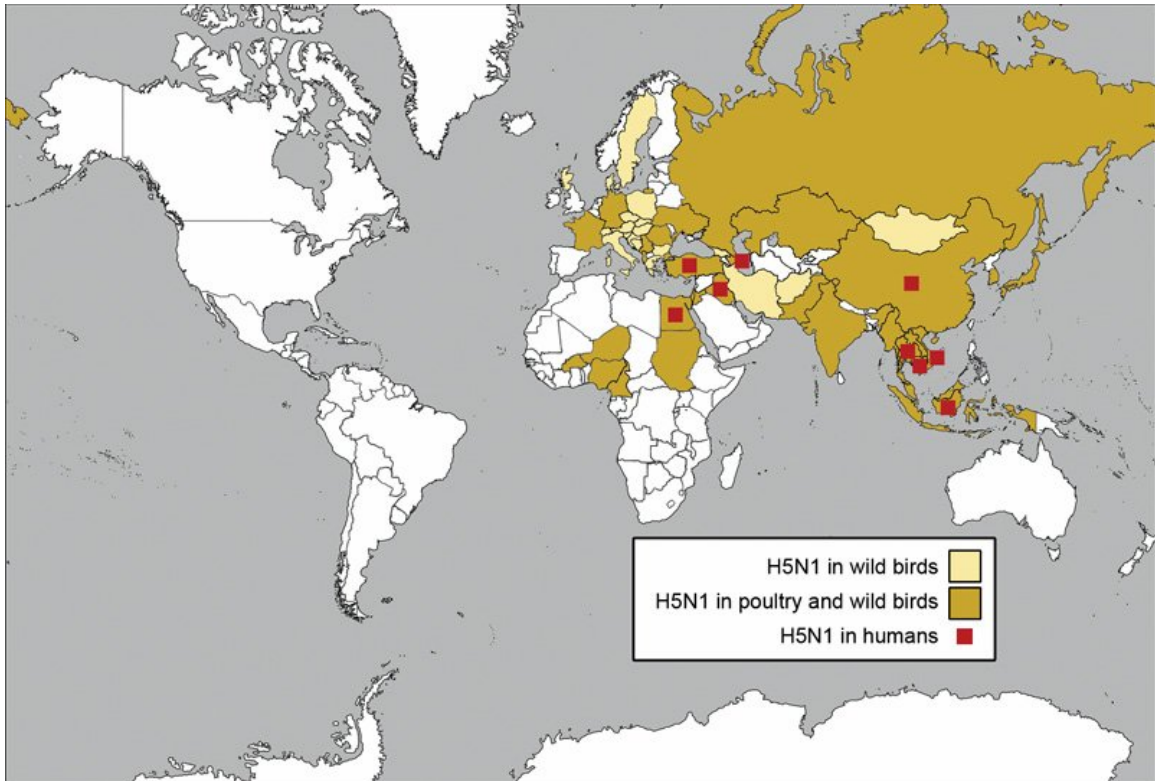 H5N1 in wild birds
H5N1 in poultry and wild birds
H5N1 in humans